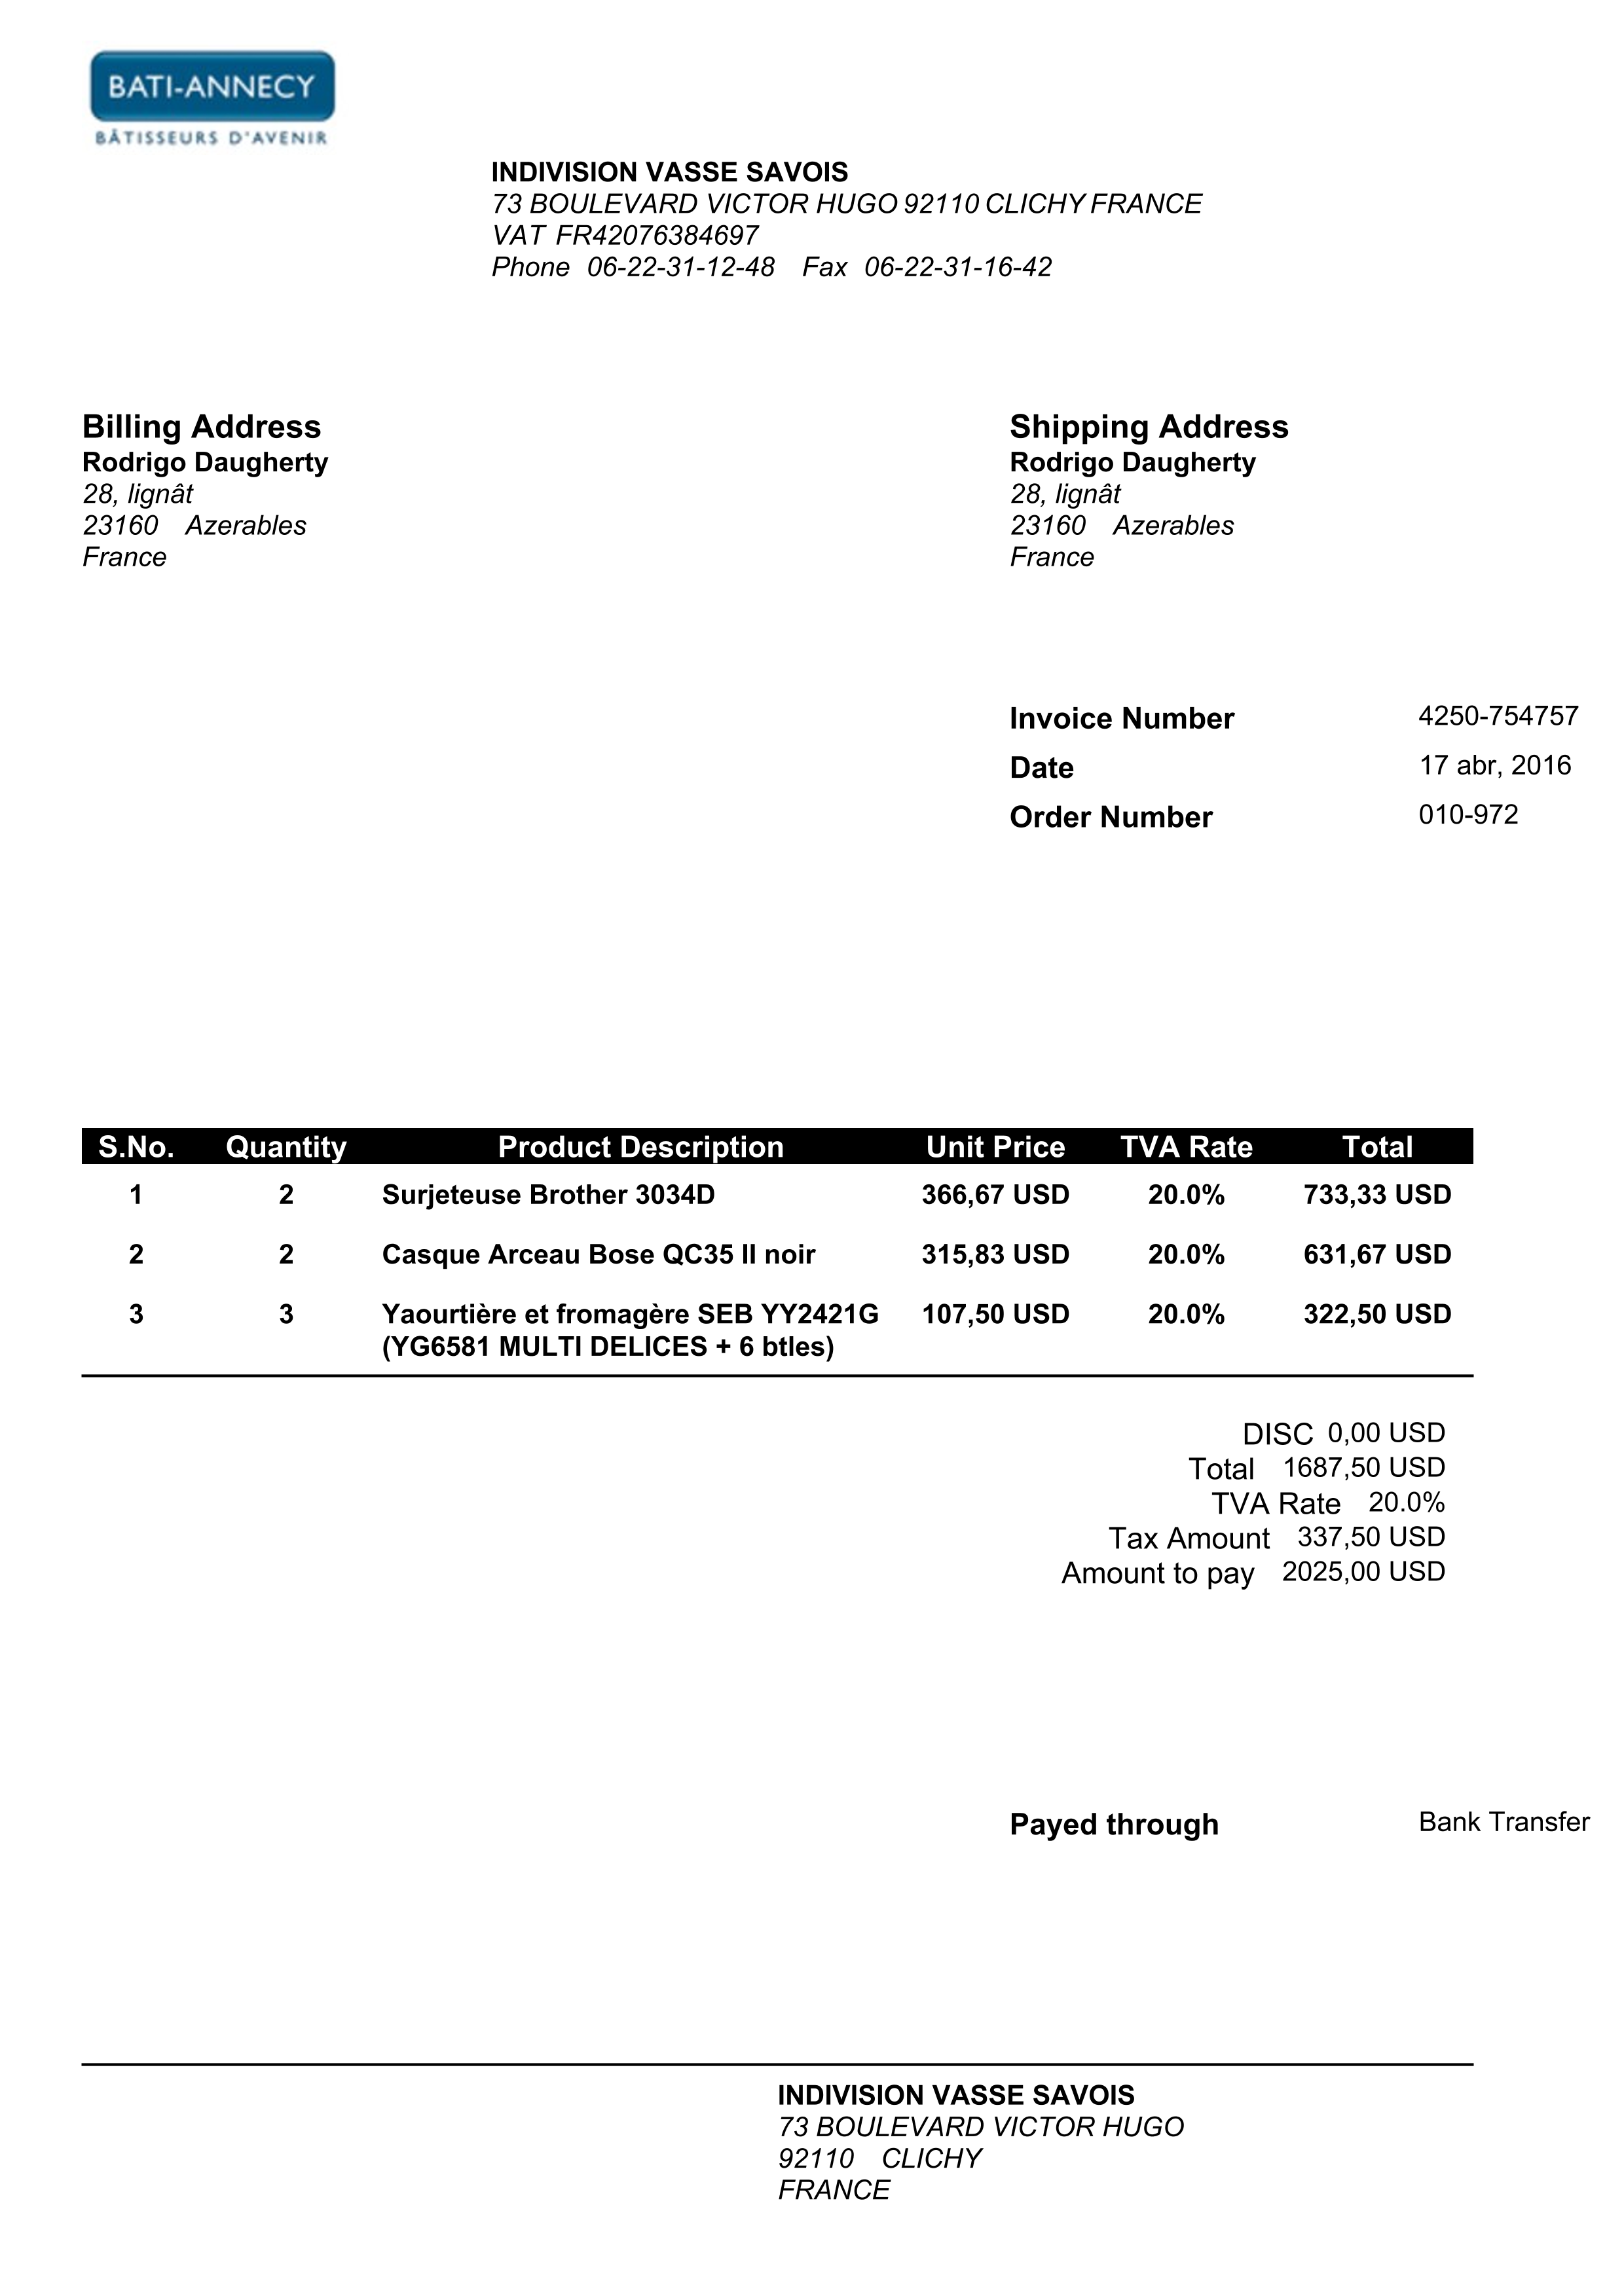 BATI-ANNECY
BÂTISSEURS D'AVENIR
INDIVISION VASSE SAVOIS
73 BOULEVARD VICTOR HUGO 92110 CLICHY FRANCE
VAT FR42076384697
Phone 06-22-31-12-48 Fax 06-22-31-16-42
Billing Address
Rodrigo Daugherty
28, lignât
23160 Azerables
France
Shipping Address
Rodrigo Daugherty
28, lignât
23160 Azerables
France
Invoice Number 4250-754757
Date 17 abr, 2016
Order Number 010-972
S.No. Quantity Product Description Unit Price TVA Rate Total
1 2 Surjeteuse Brother 3034D 366,67 USD 20.0% 733,33 USD
2 2 Casque Arceau Bose QC35 II noir 315,83 USD 20.0% 631,67 USD
3 3 Yaourtière et fromagère SEB YY2421G 107,50 USD 20.0% 322,50 USD
(YG6581 MULTI DELICES + 6 btles)
DISC 0,00 USD
Total 1687,50 USD
TVA Rate 20.0%
Tax Amount 337,50 USD
Amount to pay 2025,00 USD
Payed through Bank Transfer
INDIVISION VASSE SAVOIS
73 BOULEVARD VICTOR HUGO
92110 CLICHY
FRANCE